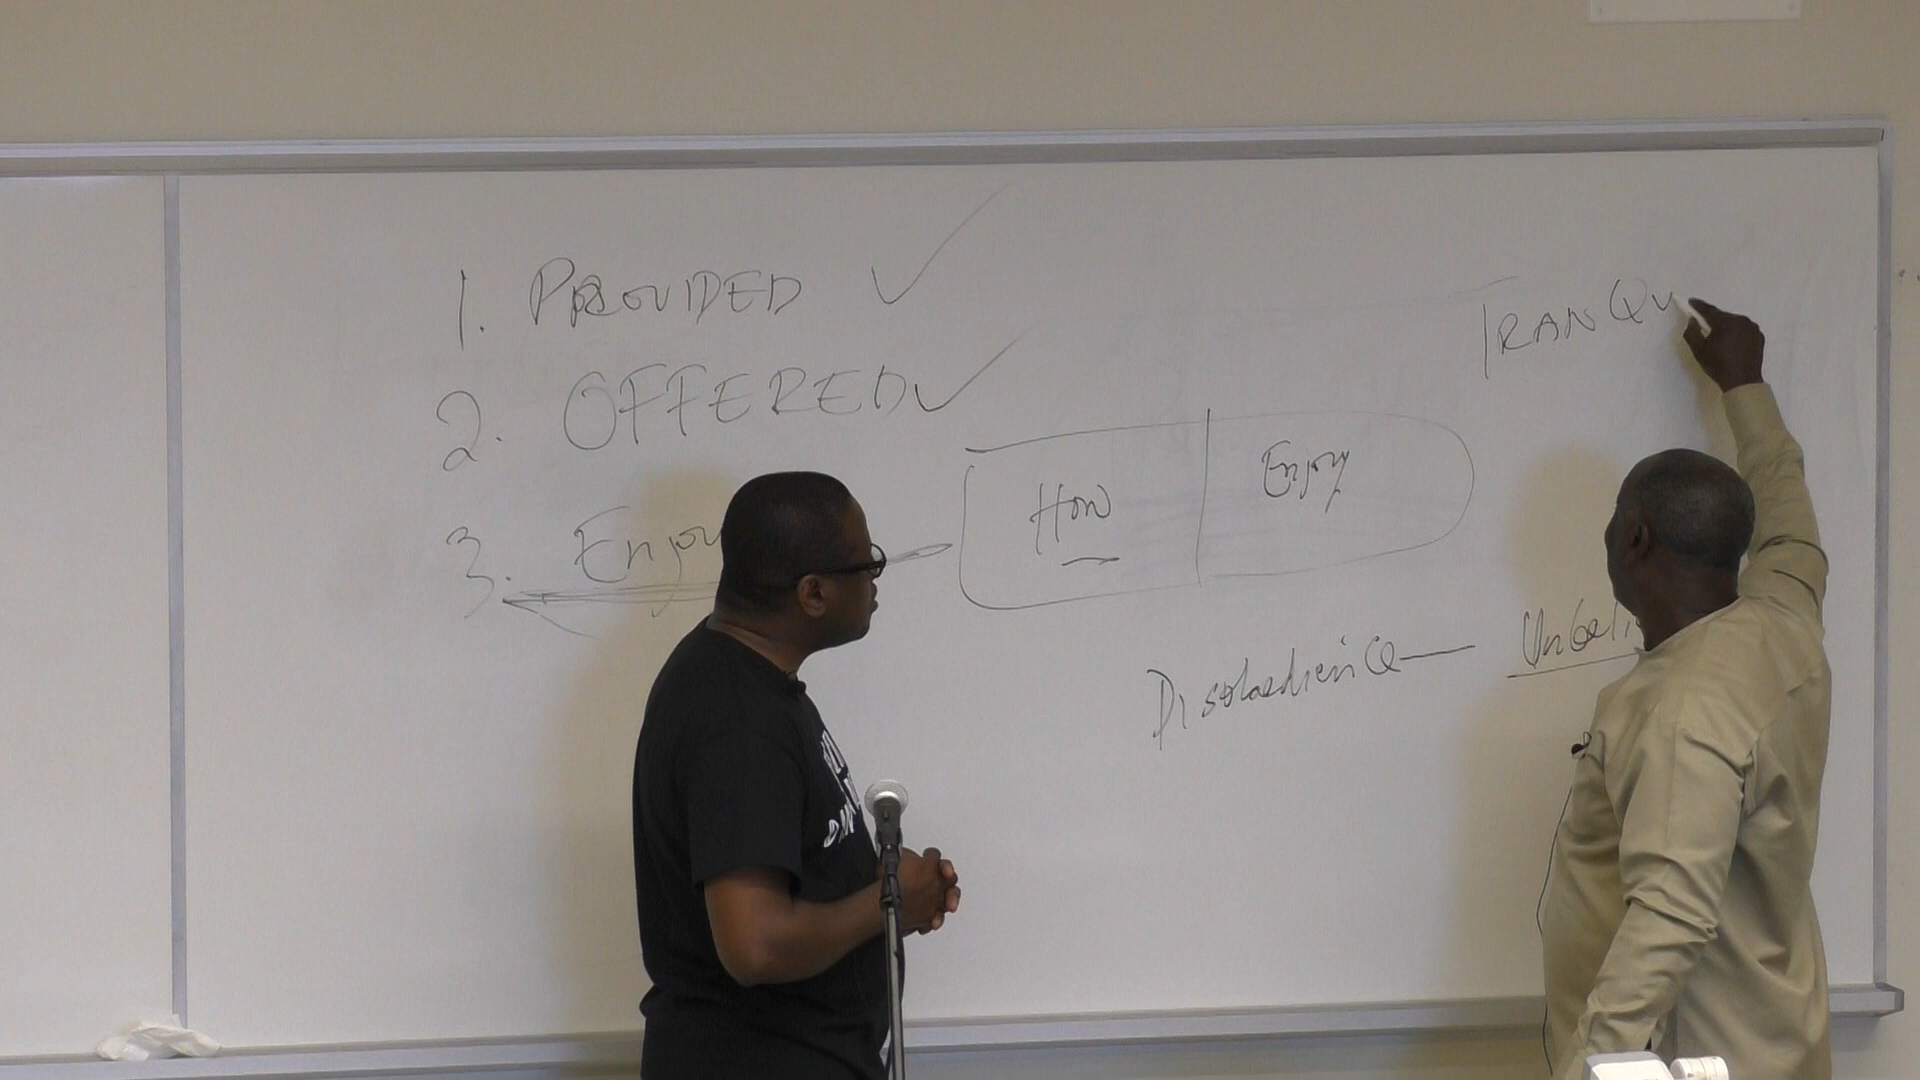 1. PROVIDED
2. OFFERED
3. Enjoy
How
Enjoy
Disobedience — Unbeli
TRANQU